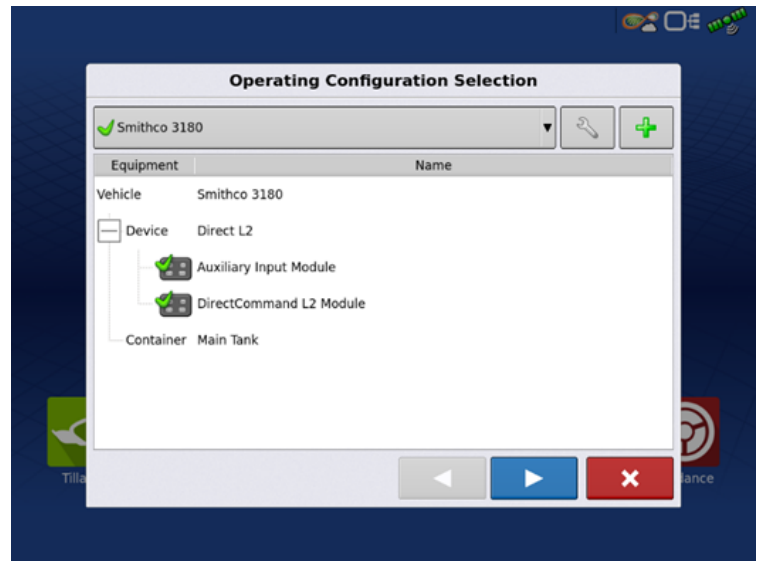 Operating Configuration Selection
Smithco 3180
Equipment Name
Vehicle Smithco 3180
Device Direct L2
Auxiliary Input Module
DirectCommand L2 Module
Container Main Tank
Tilla
dance